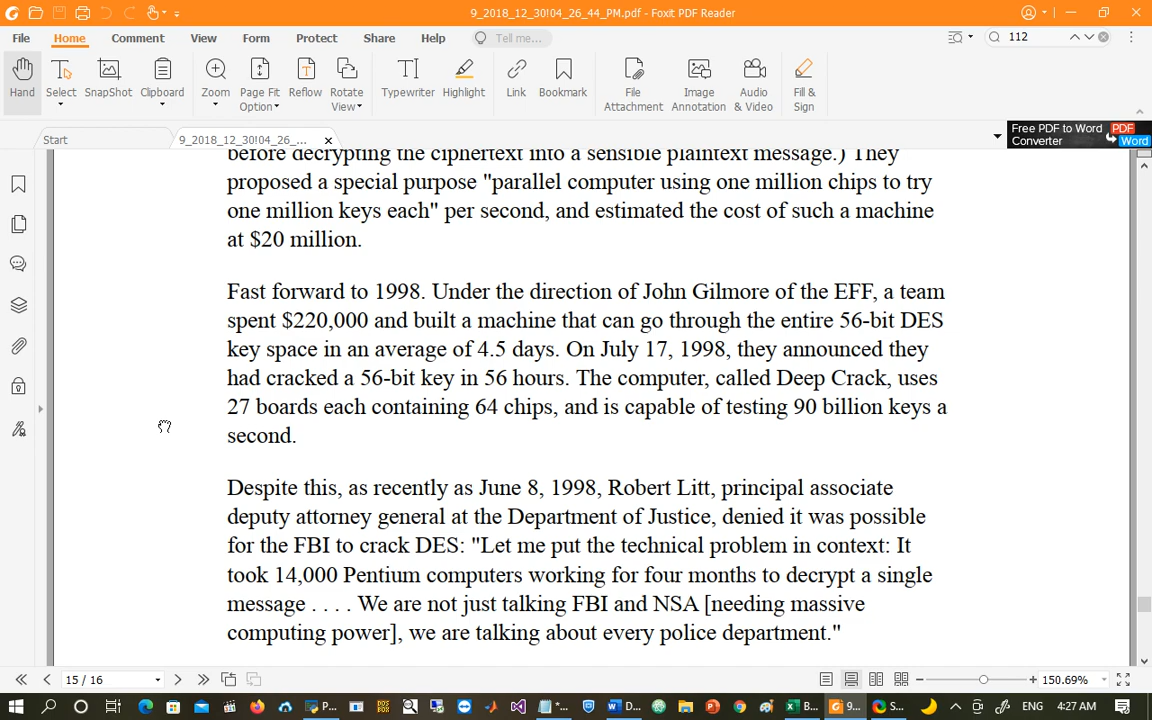 9_2018_12_30!04_26_44_PM.pdf - Foxit PDF Reader
File Home Comment View Form Protect Share Help Tell me... 112
Hand Select SnapShot Clipboard Zoom Page Fit Option Reflow Rotate View Typewriter Highlight Link Bookmark File Attachment Image Annotation Audio & Video Fill & Sign
Start 9_2018_12_30!04_26_... Free PDF to Word Converter PDF Word
before decrypting the ciphertext into a sensible plaintext message.) They
proposed a special purpose "parallel computer using one million chips to try
one million keys each" per second, and estimated the cost of such a machine
at $20 million.
Fast forward to 1998. Under the direction of John Gilmore of the EFF, a team
spent $220,000 and built a machine that can go through the entire 56-bit DES
key space in an average of 4.5 days. On July 17, 1998, they announced they
had cracked a 56-bit key in 56 hours. The computer, called Deep Crack, uses
27 boards each containing 64 chips, and is capable of testing 90 billion keys a
second.
Despite this, as recently as June 8, 1998, Robert Litt, principal associate
deputy attorney general at the Department of Justice, denied it was possible
for the FBI to crack DES: "Let me put the technical problem in context: It
took 14,000 Pentium computers working for four months to decrypt a single
message . . . . We are not just talking FBI and NSA [needing massive
computing power], we are talking about every police department."
15 / 16 150.69%
P... *... D... B... 9... S... ENG 4:27 AM